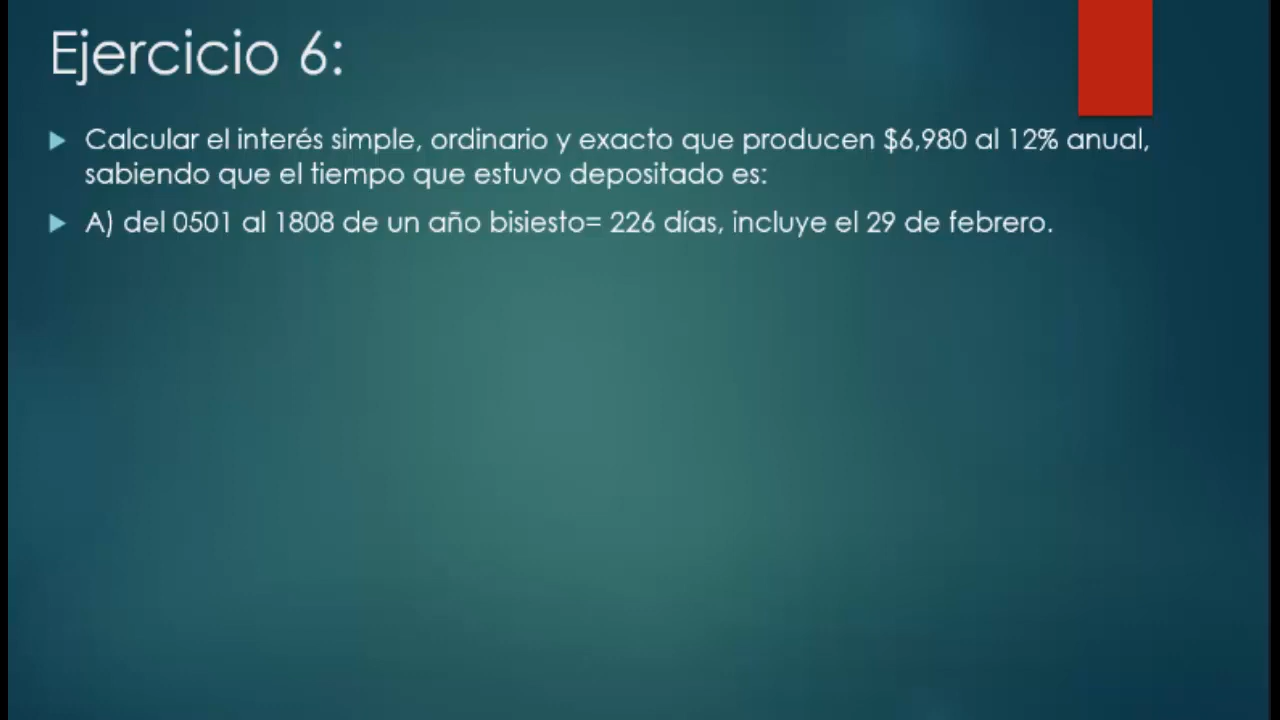 Ejercicio 6:
Calcular el interés simple, ordinario y exacto que producen $6,980 al 12% anual,
sabiendo que el tiempo que estuvo depositado es:
A) del 0501 al 1808 de un año bisiesto= 226 días, incluye el 29 de febrero.